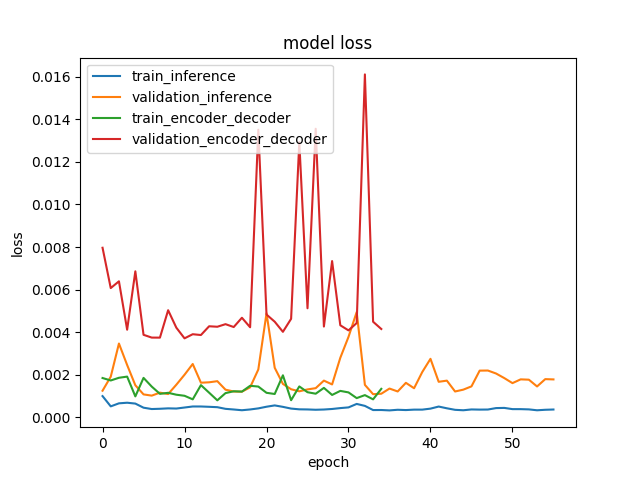 model loss
train_inference
validation_inference
train_encoder_decoder
validation_encoder_decoder
loss
0.016
0.014
0.012
0.010
0.008
0.006
0.004
0.002
0.000
0 10 20 30 40 50
epoch